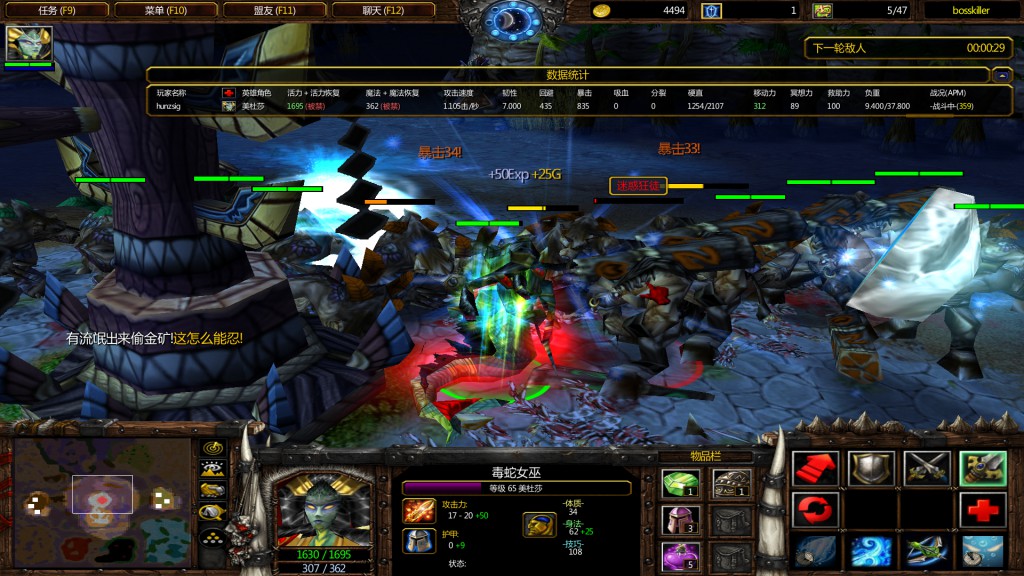 任务(F9) 菜单(F10) 盟友(F11) 聊天(F12) 4494 1 5/47 bosskiller
下一轮敌人 00:00:29
数据统计
玩家名称 英雄角色 活力 + 活力恢复 魔法 + 魔法恢复 攻击速度 韧性 回避 暴击 吸血 分裂 硬直 移动力 冥想力 救助力 负重 战况(APM)
hunzsig 美杜莎 1695 (被禁) 362 (被禁) 1.105击/秒 7.000 435 835 0 0 1254/2107 312 89 100 9.400/37.800 -战斗中(359)
暴击34!
暴击33!
+50Exp +25G
迷惑狂徒
有流氓出来偷金矿!这怎么能忍!
物品栏
毒蛇女巫
等级 65 美杜莎
攻击力:
17 - 20 +50
护甲:
0 +9
状态:
-体质-
34
-身法-
62 +25
-技巧-
108
1630 / 1695
307 / 362
1
1
3
5